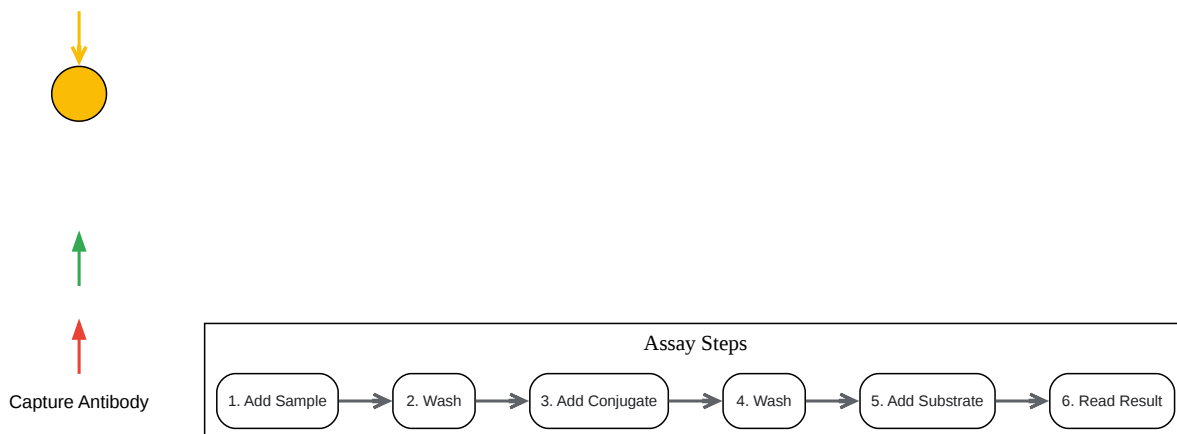 Assay Steps
1. Add Sample
2. Wash
3. Add Conjugate
4. Wash
5. Add Substrate
6. Read Result
Capture Antibody